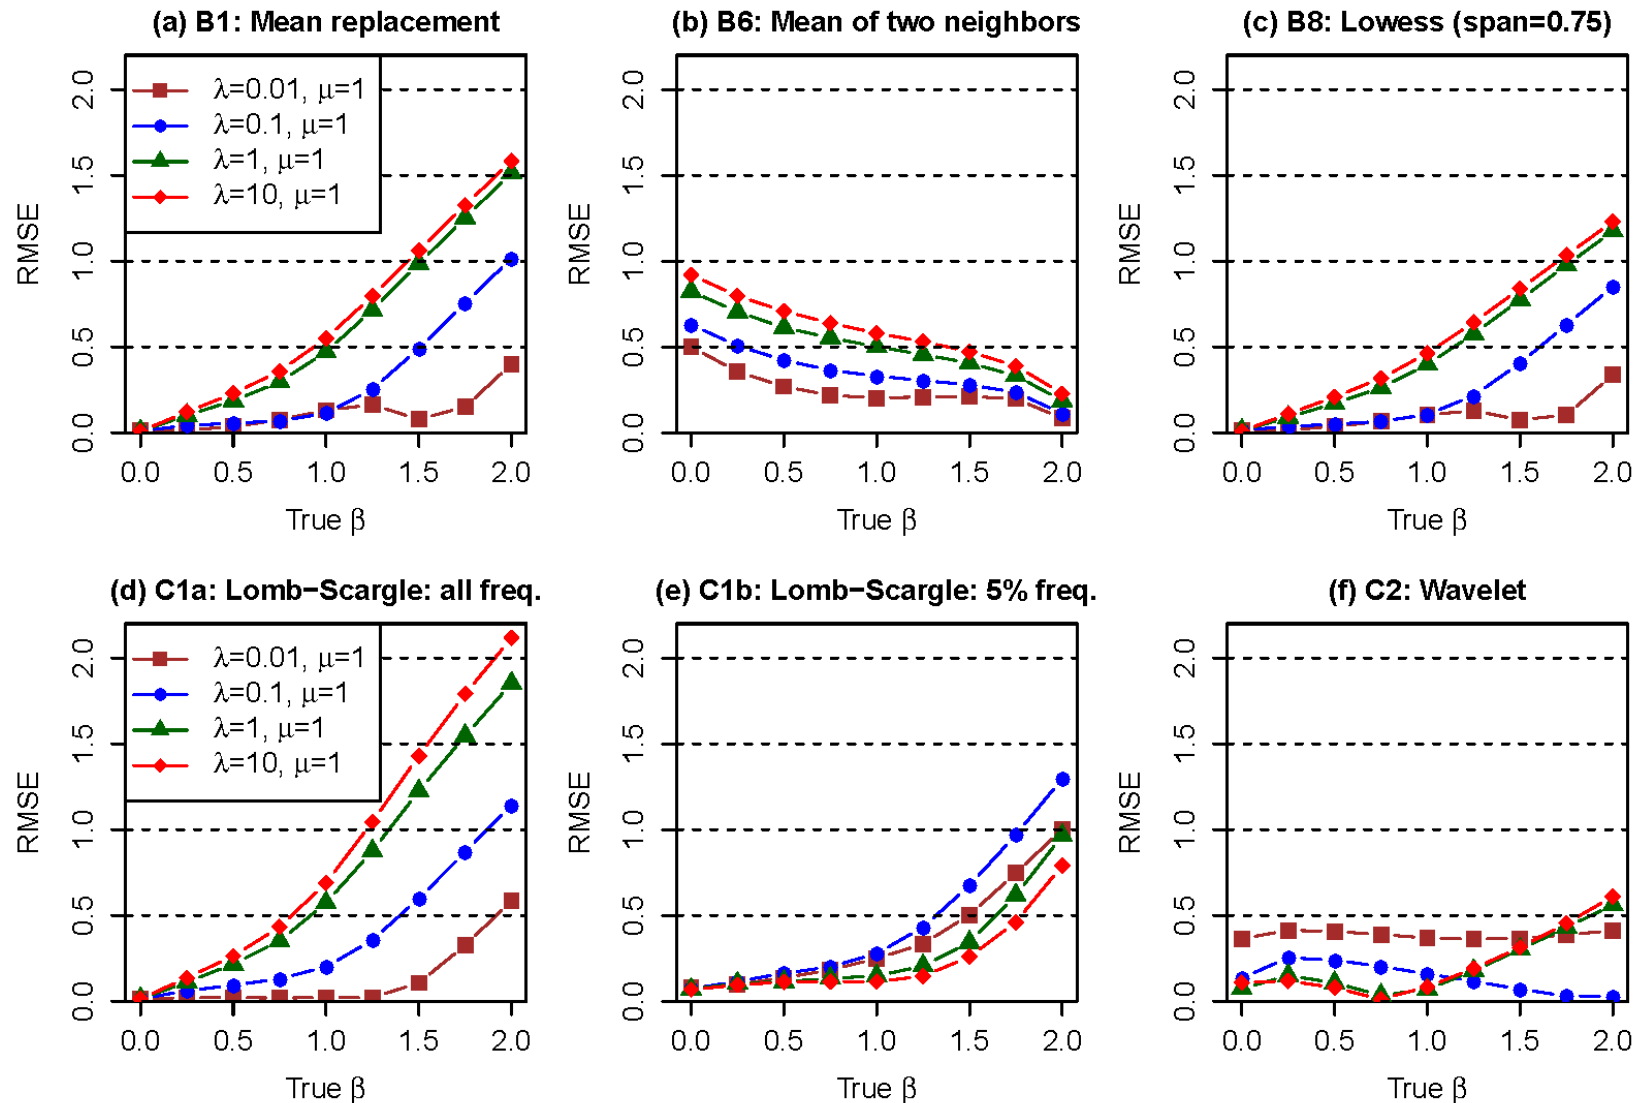 (a) B1: Mean replacement
RMSE
0.0 0.5 1.0 1.5 2.0
λ=0.01, μ=1
λ=0.1, μ=1
λ=1, μ=1
λ=10, μ=1
0.0 0.5 1.0 1.5 2.0
True β
(b) B6: Mean of two neighbors
RMSE
0.0 0.5 1.0 1.5 2.0
0.0 0.5 1.0 1.5 2.0
True β
(c) B8: Lowess (span=0.75)
RMSE
0.0 0.5 1.0 1.5 2.0
0.0 0.5 1.0 1.5 2.0
True β
(d) C1a: Lomb−Scargle: all freq.
RMSE
0.0 0.5 1.0 1.5 2.0
λ=0.01, μ=1
λ=0.1, μ=1
λ=1, μ=1
λ=10, μ=1
0.0 0.5 1.0 1.5 2.0
True β
(e) C1b: Lomb−Scargle: 5% freq.
RMSE
0.0 0.5 1.0 1.5 2.0
0.0 0.5 1.0 1.5 2.0
True β
(f) C2: Wavelet
RMSE
0.0 0.5 1.0 1.5 2.0
0.0 0.5 1.0 1.5 2.0
True β